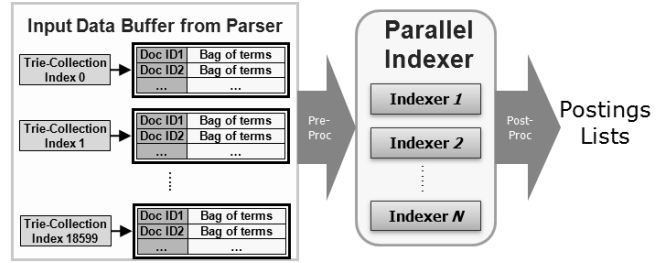 Input Data Buffer from Parser
Trie-Collection
Index 0
Doc ID1 Bag of terms
Doc ID2 Bag of terms
... ...
Trie-Collection
Index 1
Doc ID1 Bag of terms
Doc ID2 Bag of terms
... ...
......
Trie-Collection
Index 18599
Doc ID1 Bag of terms
Doc ID2 Bag of terms
... ...
Pre-
Proc
Parallel
Indexer
Indexer 1
Indexer 2
......
Indexer N
Post-
Proc
Postings
Lists